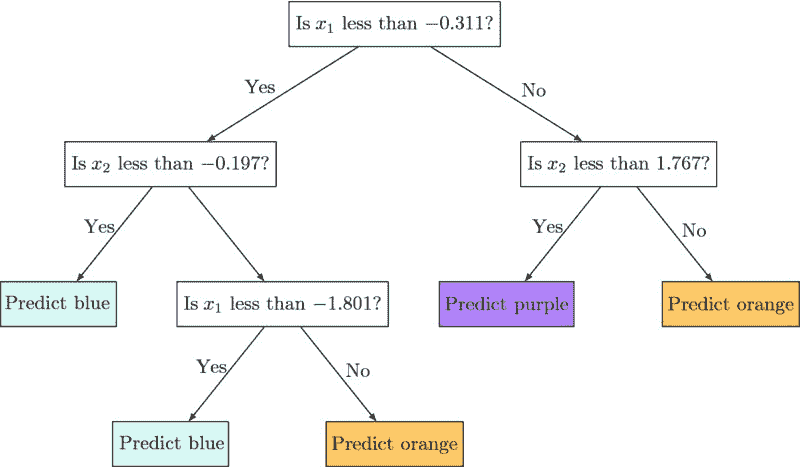 Is x₁ less than −0.311?
Yes
No
Is x₂ less than −0.197?
Is x₂ less than 1.767?
Yes
Yes
No
Predict blue
Is x₁ less than −1.801?
Predict purple
Predict orange
Yes
No
Predict blue
Predict orange